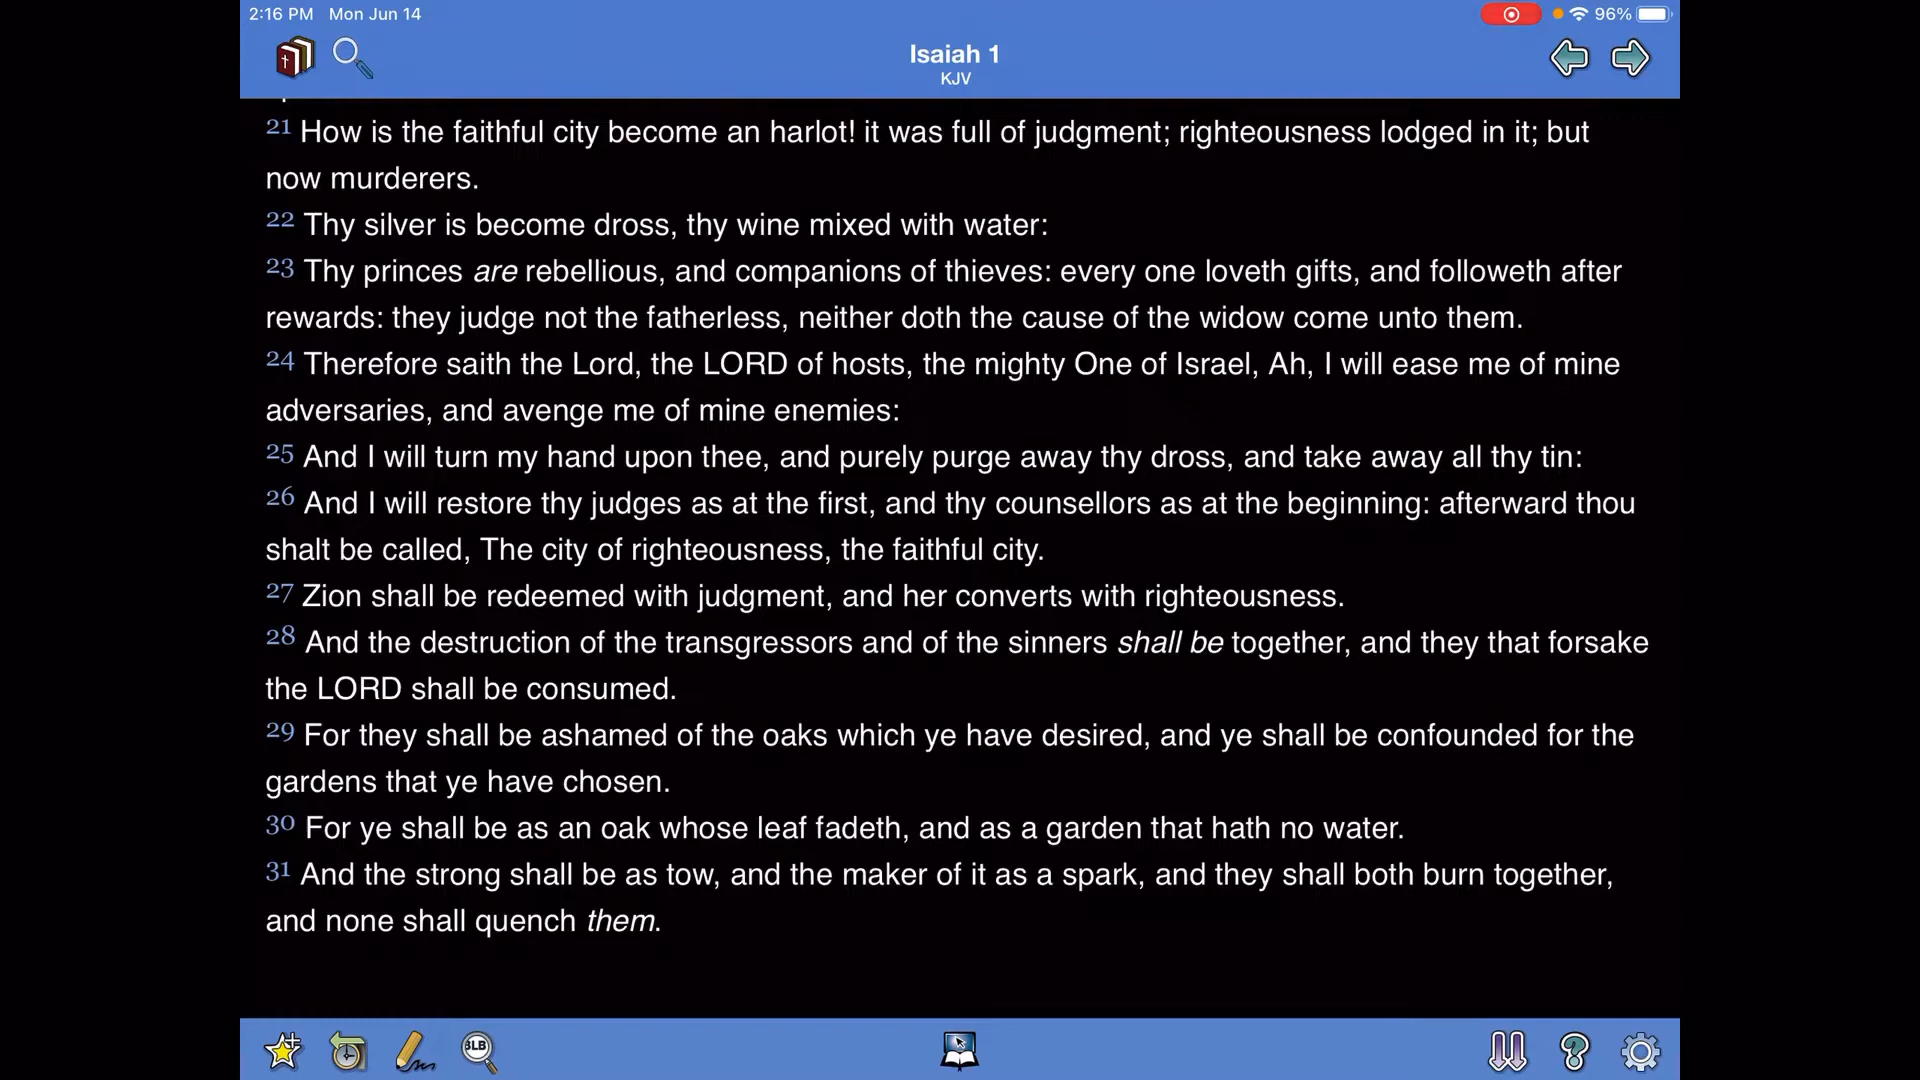 2:16 PM Mon Jun 14
96%
Isaiah 1
KJV
21 How is the faithful city become an harlot! it was full of judgment; righteousness lodged in it; but
now murderers.
22 Thy silver is become dross, thy wine mixed with water:
23 Thy princes are rebellious, and companions of thieves: every one loveth gifts, and followeth after
rewards: they judge not the fatherless, neither doth the cause of the widow come unto them.
24 Therefore saith the Lord, the LORD of hosts, the mighty One of Israel, Ah, I will ease me of mine
adversaries, and avenge me of mine enemies:
25 And I will turn my hand upon thee, and purely purge away thy dross, and take away all thy tin:
26 And I will restore thy judges as at the first, and thy counsellors as at the beginning: afterward thou
shalt be called, The city of righteousness, the faithful city.
27 Zion shall be redeemed with judgment, and her converts with righteousness.
28 And the destruction of the transgressors and of the sinners shall be together, and they that forsake
the LORD shall be consumed.
29 For they shall be ashamed of the oaks which ye have desired, and ye shall be confounded for the
gardens that ye have chosen.
30 For ye shall be as an oak whose leaf fadeth, and as a garden that hath no water.
31 And the strong shall be as tow, and the maker of it as a spark, and they shall both burn together,
and none shall quench them.
BLB